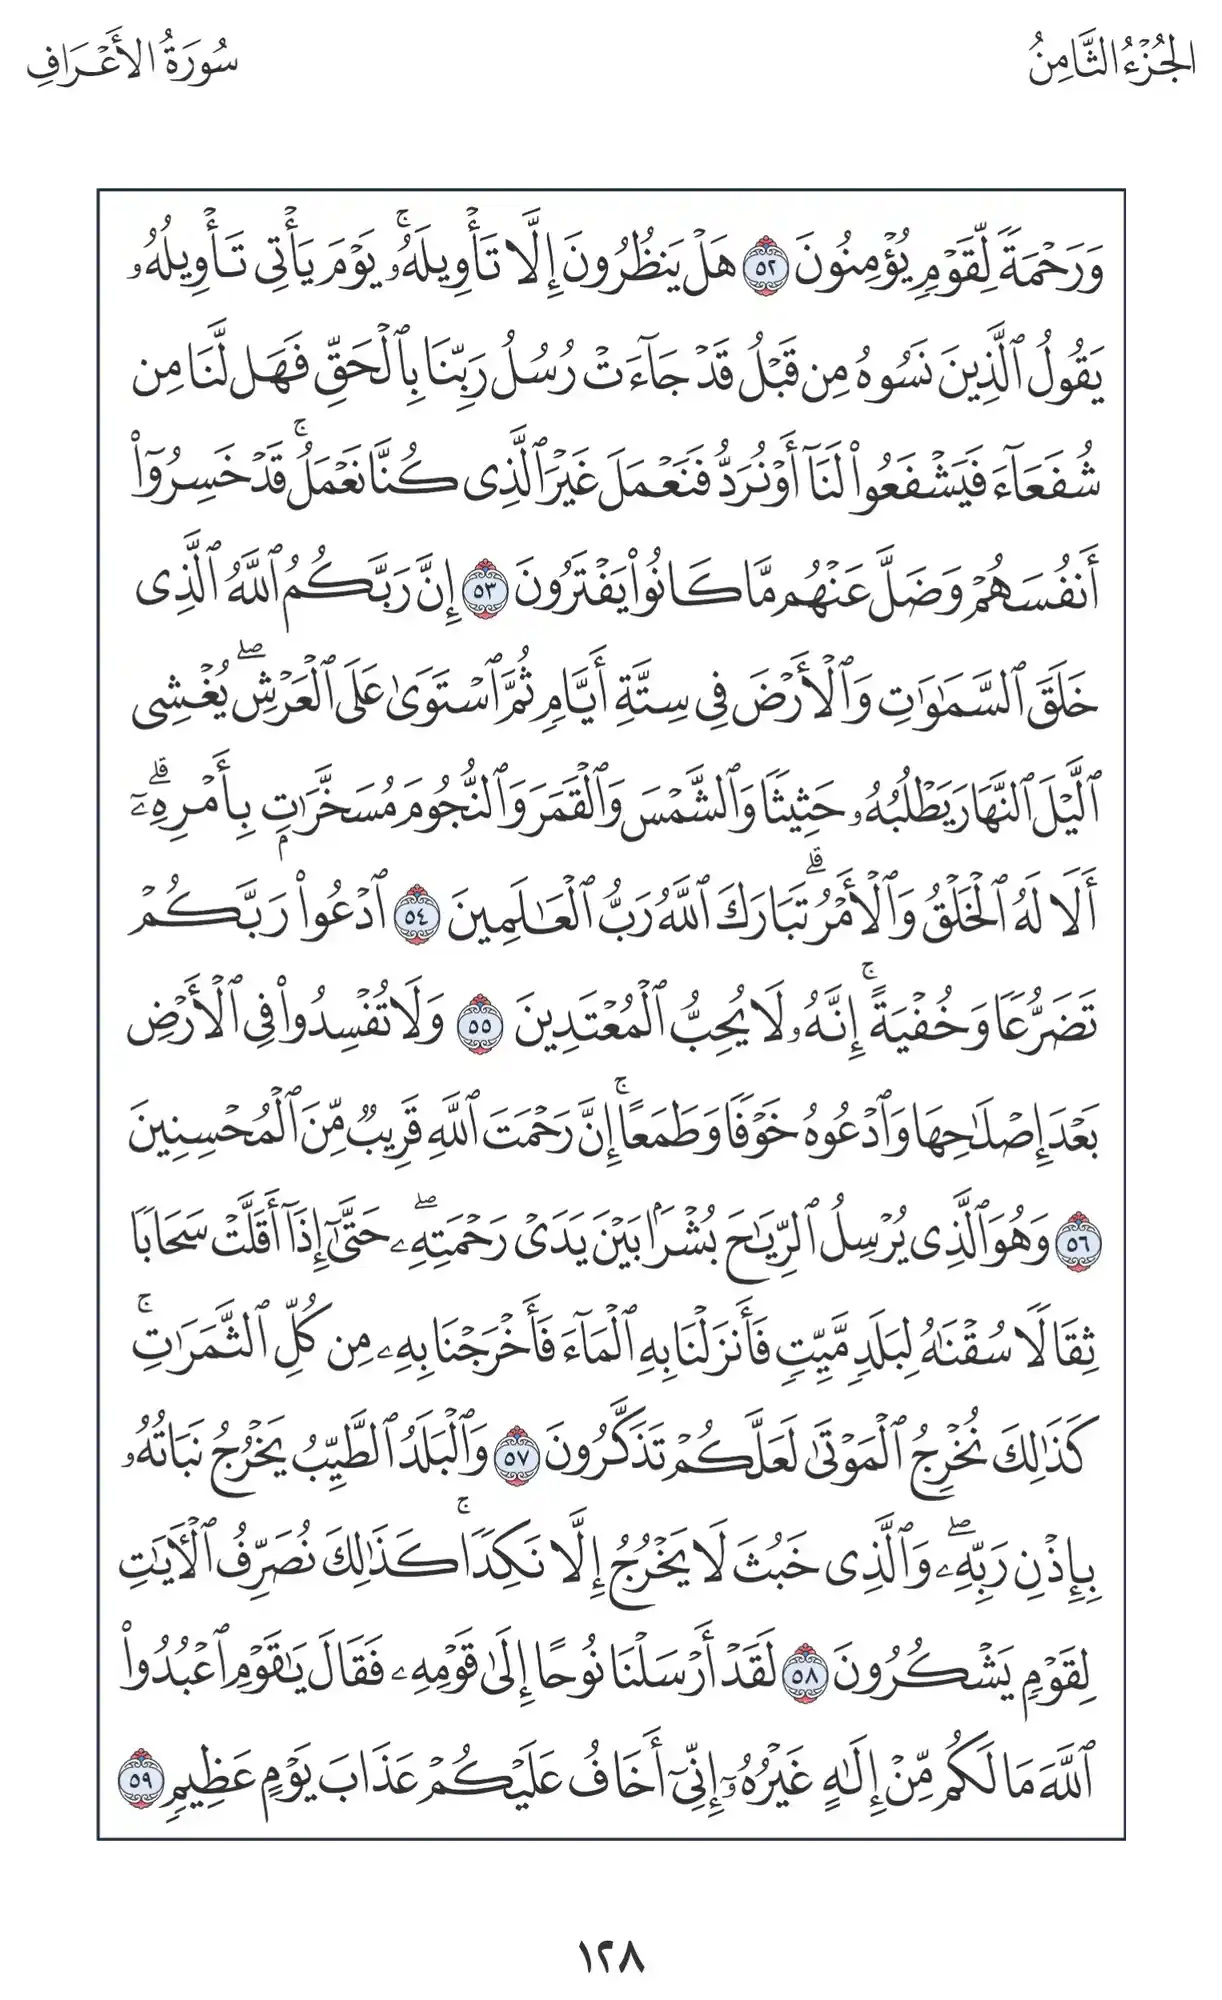 الجُزْءُ الثَّامِنُ
سُورَةُ الأَعْرَافِ
وَرَحْمَةً لِّقَوْمٍ يُؤْمِنُونَ ٥٢ هَلْ يَنظُرُونَ إِلَّا تَأْوِيلَهُۥۚ يَوْمَ يَأْتِى تَأْوِيلُهُۥ
يَقُولُ ٱلَّذِينَ نَسُوهُ مِن قَبْلُ قَدْ جَآءَتْ رُسُلُ رَبِّنَا بِٱلْحَقِّ فَهَل لَّنَا مِن
شُفَعَآءَ فَيَشْفَعُوا۟ لَنَآ أَوْ نُرَدُّ فَنَعْمَلَ غَيْرَ ٱلَّذِى كُنَّا نَعْمَلُۚ قَدْ خَسِرُوٓا۟
أَنفُسَهُمْ وَضَلَّ عَنْهُم مَّا كَانُوا۟ يَفْتَرُونَ ٥٣ إِنَّ رَبَّكُمُ ٱللَّهُ ٱلَّذِى
خَلَقَ ٱلسَّمَـٰوَٰتِ وَٱلْأَرْضَ فِى سِتَّةِ أَيَّامٍ ثُمَّ ٱسْتَوَىٰ عَلَى ٱلْعَرْشِۖ يُغْشِى
ٱلَّيْلَ ٱلنَّهَارَ يَطْلُبُهُۥ حَثِيثًا وَٱلشَّمْسَ وَٱلْقَمَرَ وَٱلنُّجُومَ مُسَخَّرَٰتٍۭ بِأَمْرِهِۦٓۗ
أَلَا لَهُ ٱلْخَلْقُ وَٱلْأَمْرُۗ تَبَارَكَ ٱللَّهُ رَبُّ ٱلْعَـٰلَمِينَ ٥٤ ٱدْعُوا۟ رَبَّكُمْ
تَضَرُّعًا وَخُفْيَةًۚ إِنَّهُۥ لَا يُحِبُّ ٱلْمُعْتَدِينَ ٥٥ وَلَا تُفْسِدُوا۟ فِى ٱلْأَرْضِ
بَعْدَ إِصْلَـٰحِهَا وَٱدْعُوهُ خَوْفًا وَطَمَعًاۚ إِنَّ رَحْمَتَ ٱللَّهِ قَرِيبٌ مِّنَ ٱلْمُحْسِنِينَ
٥٦ وَهُوَ ٱلَّذِى يُرْسِلُ ٱلرِّيَـٰحَ بُشْرًۢا بَيْنَ يَدَىْ رَحْمَتِهِۦۖ حَتَّىٰٓ إِذَآ أَقَلَّتْ سَحَابًا
ثِقَالًا سُقْنَـٰهُ لِبَلَدٍ مَّيِّتٍ فَأَنزَلْنَا بِهِ ٱلْمَآءَ فَأَخْرَجْنَا بِهِۦ مِن كُلِّ ٱلثَّمَرَٰتِۚ
كَذَٰلِكَ نُخْرِجُ ٱلْمَوْتَىٰ لَعَلَّكُمْ تَذَكَّرُونَ ٥٧ وَٱلْبَلَدُ ٱلطَّيِّبُ يَخْرُجُ نَبَاتُهُۥ
بِإِذْنِ رَبِّهِۦۖ وَٱلَّذِى خَبُثَ لَا يَخْرُجُ إِلَّا نَكِدًاۚ كَذَٰلِكَ نُصَرِّفُ ٱلْـَٔايَـٰتِ
لِقَوْمٍ يَشْكُرُونَ ٥٨ لَقَدْ أَرْسَلْنَا نُوحًا إِلَىٰ قَوْمِهِۦ فَقَالَ يَـٰقَوْمِ ٱعْبُدُوا۟
ٱللَّهَ مَا لَكُم مِّنْ إِلَـٰهٍ غَيْرُهُۥٓ إِنِّىٓ أَخَافُ عَلَيْكُمْ عَذَابَ يَوْمٍ عَظِيمٍ ٥٩
١٢٨